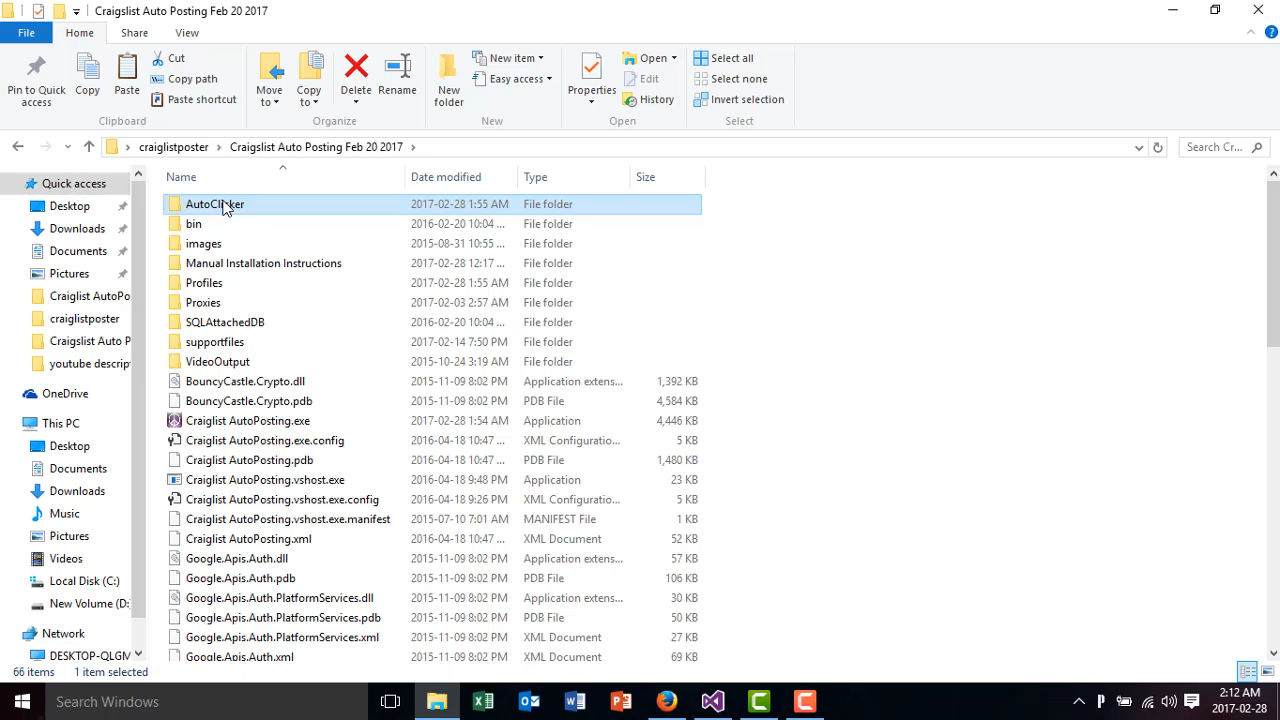 Craigslist Auto Posting Feb 20 2017
File Home Share View
Pin to Quick access
Copy
Paste
Cut
Copy path
Paste shortcut
Clipboard
Move to
Copy to
Delete
Rename
Organize
New folder
New item
Easy access
New
Properties
Open
Edit
History
Open
Select all
Select none
Invert selection
Select
craiglistposter Craigslist Auto Posting Feb 20 2017 Search Cr...
Quick access
Desktop
Downloads
Documents
Pictures
Craiglist AutoPo
craiglistposter
Craigslist Auto P
youtube descrip
OneDrive
This PC
Desktop
Documents
Downloads
Music
Pictures
Videos
Local Disk (C:)
New Volume (D:
Network
DESKTOP-QLGM
Name Date modified Type Size
AutoClicker 2017-02-28 1:55 AM File folder
bin 2016-02-20 10:04 ... File folder
images 2015-08-31 10:55 ... File folder
Manual Installation Instructions 2017-02-28 12:17 ... File folder
Profiles 2017-02-28 1:55 AM File folder
Proxies 2017-02-03 2:57 AM File folder
SQLAttachedDB 2016-02-20 10:04 ... File folder
supportfiles 2017-02-14 7:50 PM File folder
VideoOutput 2015-10-24 3:19 AM File folder
BouncyCastle.Crypto.dll 2015-11-09 8:02 PM Application extens... 1,392 KB
BouncyCastle.Crypto.pdb 2015-11-09 8:02 PM PDB File 4,584 KB
Craiglist AutoPosting.exe 2017-02-28 1:54 AM Application 4,446 KB
Craiglist AutoPosting.exe.config 2016-04-18 10:47 ... XML Configuratio... 5 KB
Craiglist AutoPosting.pdb 2016-04-18 10:47 ... PDB File 1,480 KB
Craiglist AutoPosting.vshost.exe 2016-04-18 9:48 PM Application 23 KB
Craiglist AutoPosting.vshost.exe.config 2016-04-18 9:26 PM XML Configuratio... 5 KB
Craiglist AutoPosting.vshost.exe.manifest 2015-07-10 7:01 AM MANIFEST File 1 KB
Craiglist AutoPosting.xml 2016-04-18 10:47 ... XML Document 52 KB
Google.Apis.Auth.dll 2015-11-09 8:02 PM Application extens... 57 KB
Google.Apis.Auth.pdb 2015-11-09 8:02 PM PDB File 106 KB
Google.Apis.Auth.PlatformServices.dll 2015-11-09 8:02 PM Application extens... 30 KB
Google.Apis.Auth.PlatformServices.pdb 2015-11-09 8:02 PM PDB File 50 KB
Google.Apis.Auth.PlatformServices.xml 2015-11-09 8:02 PM XML Document 27 KB
Google.Apis.Auth.xml 2015-11-09 8:02 PM XML Document 69 KB
66 items 1 item selected
Search Windows
2:12 AM
2017-02-28